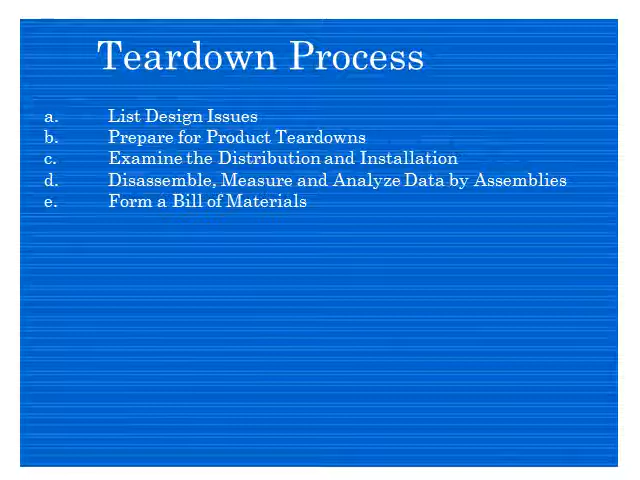 Teardown Process
a. List Design Issues
b. Prepare for Product Teardowns
c. Examine the Distribution and Installation
d. Disassemble, Measure and Analyze Data by Assemblies
e. Form a Bill of Materials